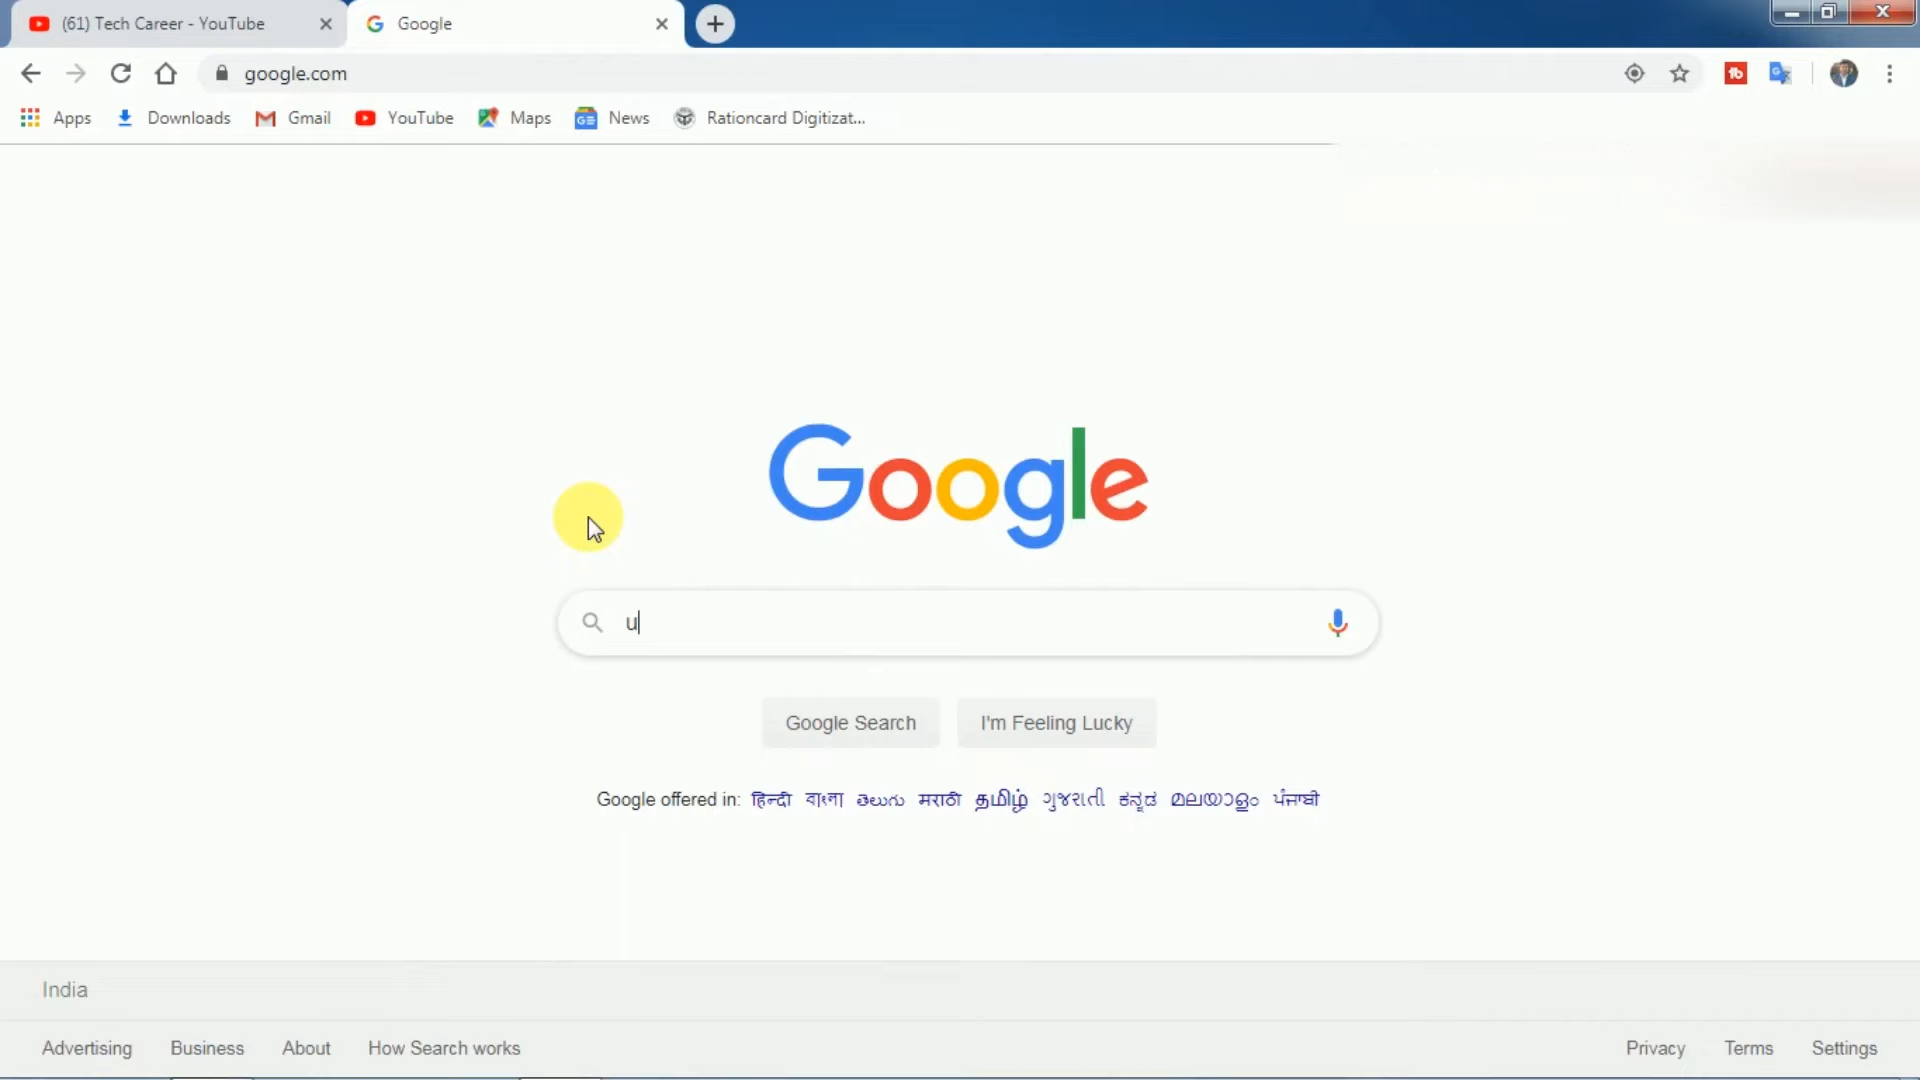 (61) Tech Career - YouTube
Google
google.com
Apps Downloads Gmail YouTube Maps News Rationcard Digitizat...
Google
u
Google Search I'm Feeling Lucky
Google offered in: हिन्दी বাংলা తెలుగు मराठी தமிழ் ગુજરાતી ಕನ್ನಡ മലയാളം ਪੰਜਾਬੀ
India
Advertising Business About How Search works Privacy Terms Settings